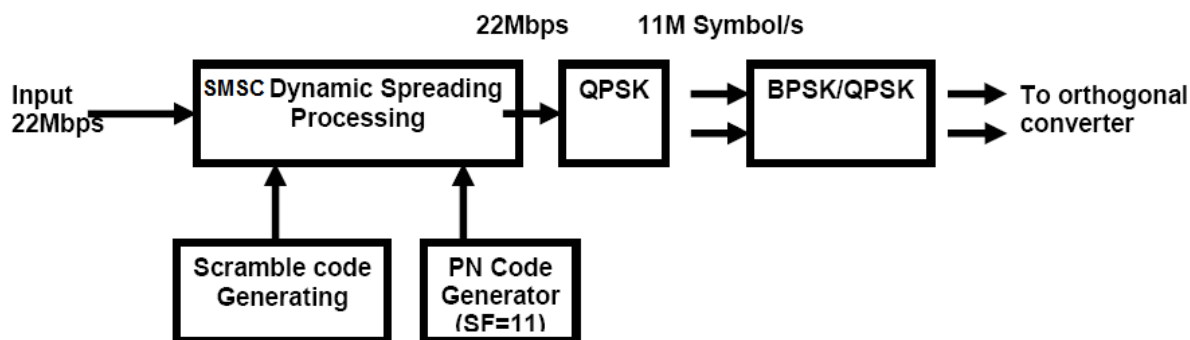 22Mbps
11M Symbol/s
Input
22Mbps
SMSC Dynamic Spreading
Processing
QPSK
BPSK/QPSK
To orthogonal
converter
Scramble code
Generating
PN Code
Generator
(SF=11)